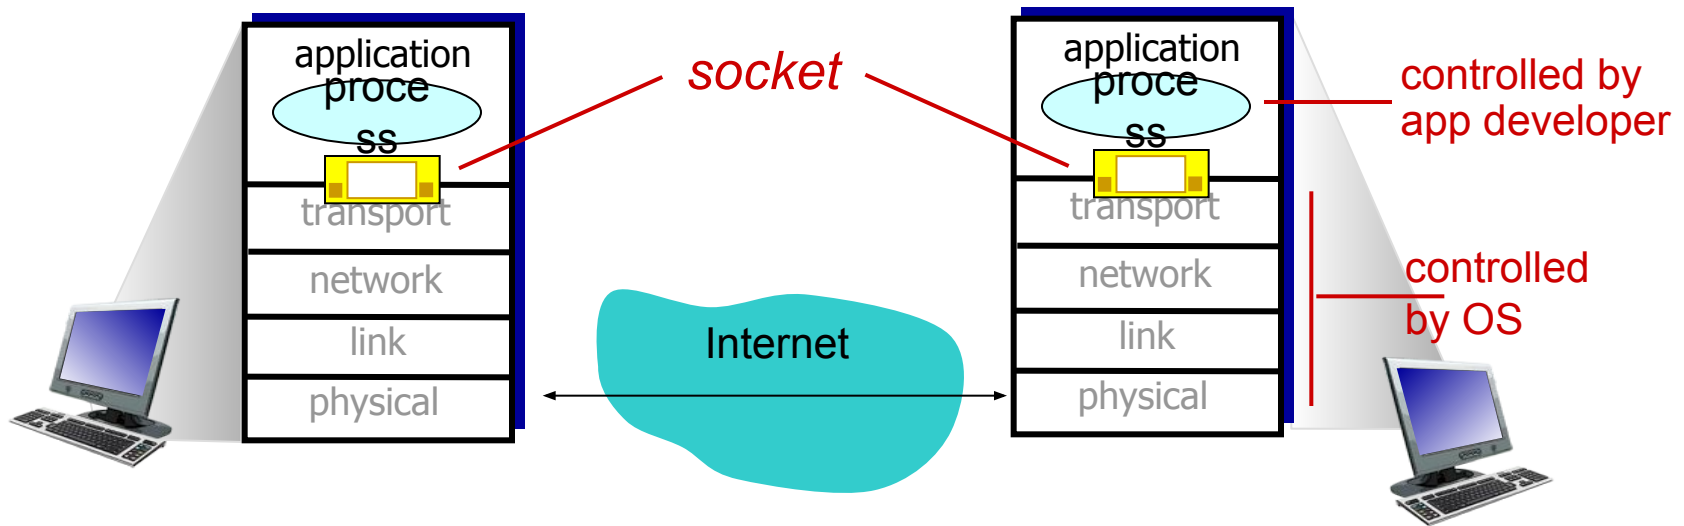 application
proce
ss
transport
network
link
physical
socket
Internet
application
proce
ss
transport
network
link
physical
controlled by
app developer
controlled
by OS